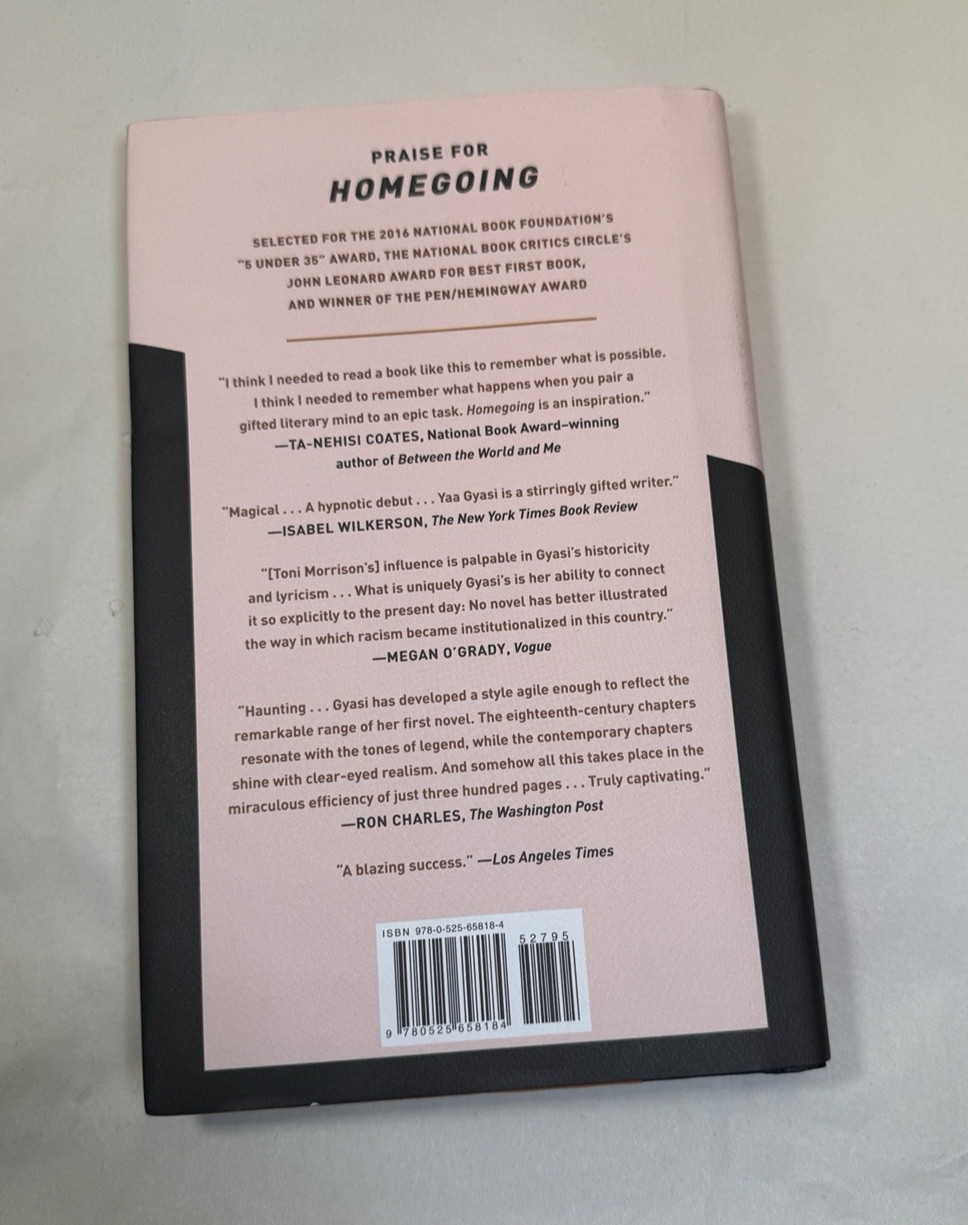 PRAISE FOR
HOMEGOING
SELECTED FOR THE 2016 NATIONAL BOOK FOUNDATION'S
"5 UNDER 35" AWARD, THE NATIONAL BOOK CRITICS CIRCLE'S
JOHN LEONARD AWARD FOR BEST FIRST BOOK,
AND WINNER OF THE PEN/HEMINGWAY AWARD
"I think I needed to read a book like this to remember what is possible.
I think I needed to remember what happens when you pair a
gifted literary mind to an epic task. Homegoing is an inspiration."
—TA-NEHISI COATES, National Book Award–winning
author of Between the World and Me
"Magical . . . A hypnotic debut . . . Yaa Gyasi is a stirringly gifted writer."
—ISABEL WILKERSON, The New York Times Book Review
"[Toni Morrison's] influence is palpable in Gyasi's historicity
and lyricism . . . What is uniquely Gyasi's is her ability to connect
it so explicitly to the present day: No novel has better illustrated
the way in which racism became institutionalized in this country."
—MEGAN O'GRADY, Vogue
"Haunting . . . Gyasi has developed a style agile enough to reflect the
remarkable range of her first novel. The eighteenth-century chapters
resonate with the tones of legend, while the contemporary chapters
shine with clear-eyed realism. And somehow all this takes place in the
miraculous efficiency of just three hundred pages . . . Truly captivating."
—RON CHARLES, The Washington Post
"A blazing success." —Los Angeles Times
ISBN 978-0-525-65818-4
52795
9 780525 658184